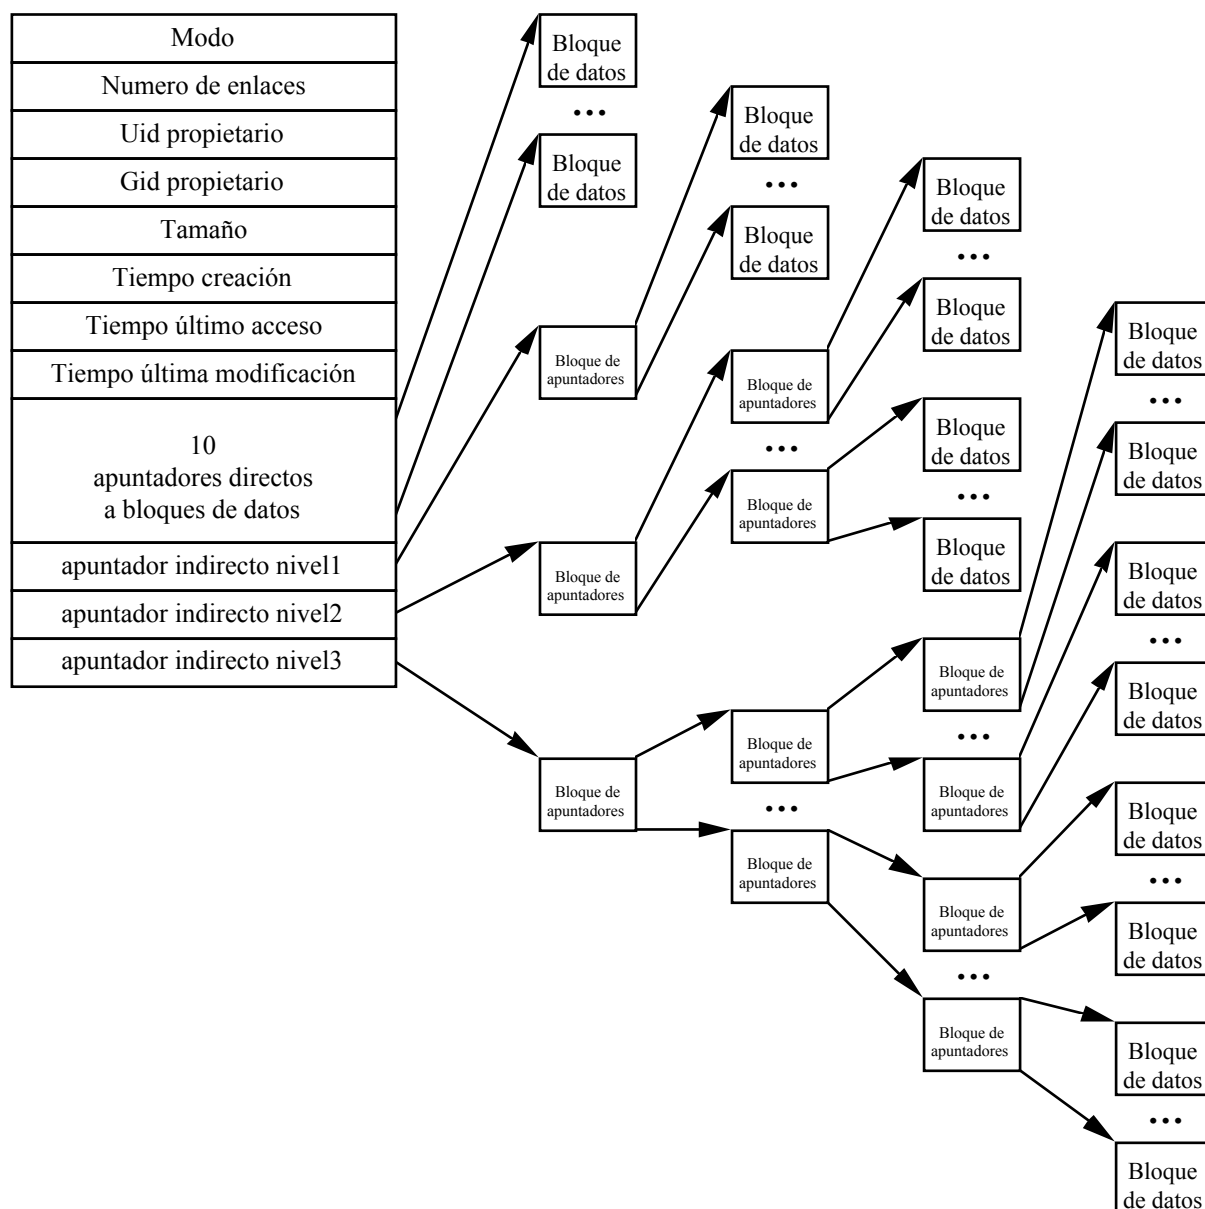 Modo
Numero de enlaces
Uid propietario
Gid propietario
Tamaño
Tiempo creación
Tiempo último acceso
Tiempo última modificación
10
apuntadores directos
a bloques de datos
apuntador indirecto nivel1
apuntador indirecto nivel2
apuntador indirecto nivel3
Bloque
de datos
...
Bloque
de datos
Bloque de
apuntadores
Bloque de
apuntadores
Bloque de
apuntadores
Bloque
de datos
...
Bloque
de datos
Bloque de
apuntadores
...
Bloque de
apuntadores
Bloque de
apuntadores
...
Bloque de
apuntadores
Bloque
de datos
...
Bloque
de datos
Bloque
de datos
...
Bloque
de datos
Bloque de
apuntadores
...
Bloque de
apuntadores
Bloque de
apuntadores
...
Bloque de
apuntadores
Bloque
de datos
...
Bloque
de datos
Bloque
de datos
...
Bloque
de datos
Bloque
de datos
...
Bloque
de datos
Bloque
de datos
...
Bloque
de datos